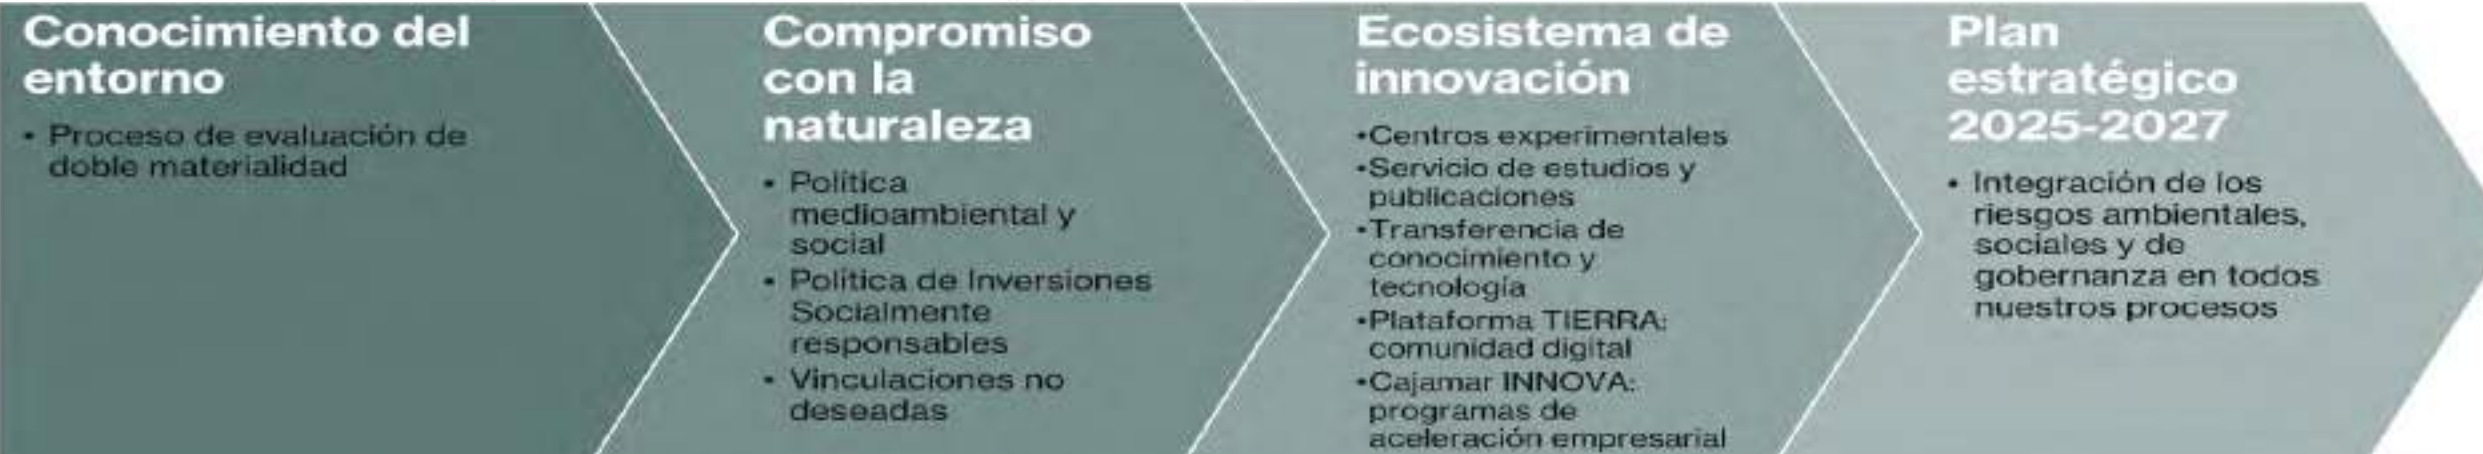 Conocimiento del
entorno
• Proceso de evaluación de
doble materialidad
Compromiso
con la
naturaleza
• Política
medioambiental y
social
• Política de Inversiones
Socialmente
responsables
• Vinculaciones no
deseadas
Ecosistema de
innovación
•Centros experimentales
•Servicio de estudios y
publicaciones
•Transferencia de
conocimiento y
tecnología
•Plataforma TIERRA:
comunidad digital
•Cajamar INNOVA:
programas de
aceleración empresarial
Plan
estratégico
2025-2027
• Integración de los
riesgos ambientales,
sociales y de
gobernanza en todos
nuestros procesos